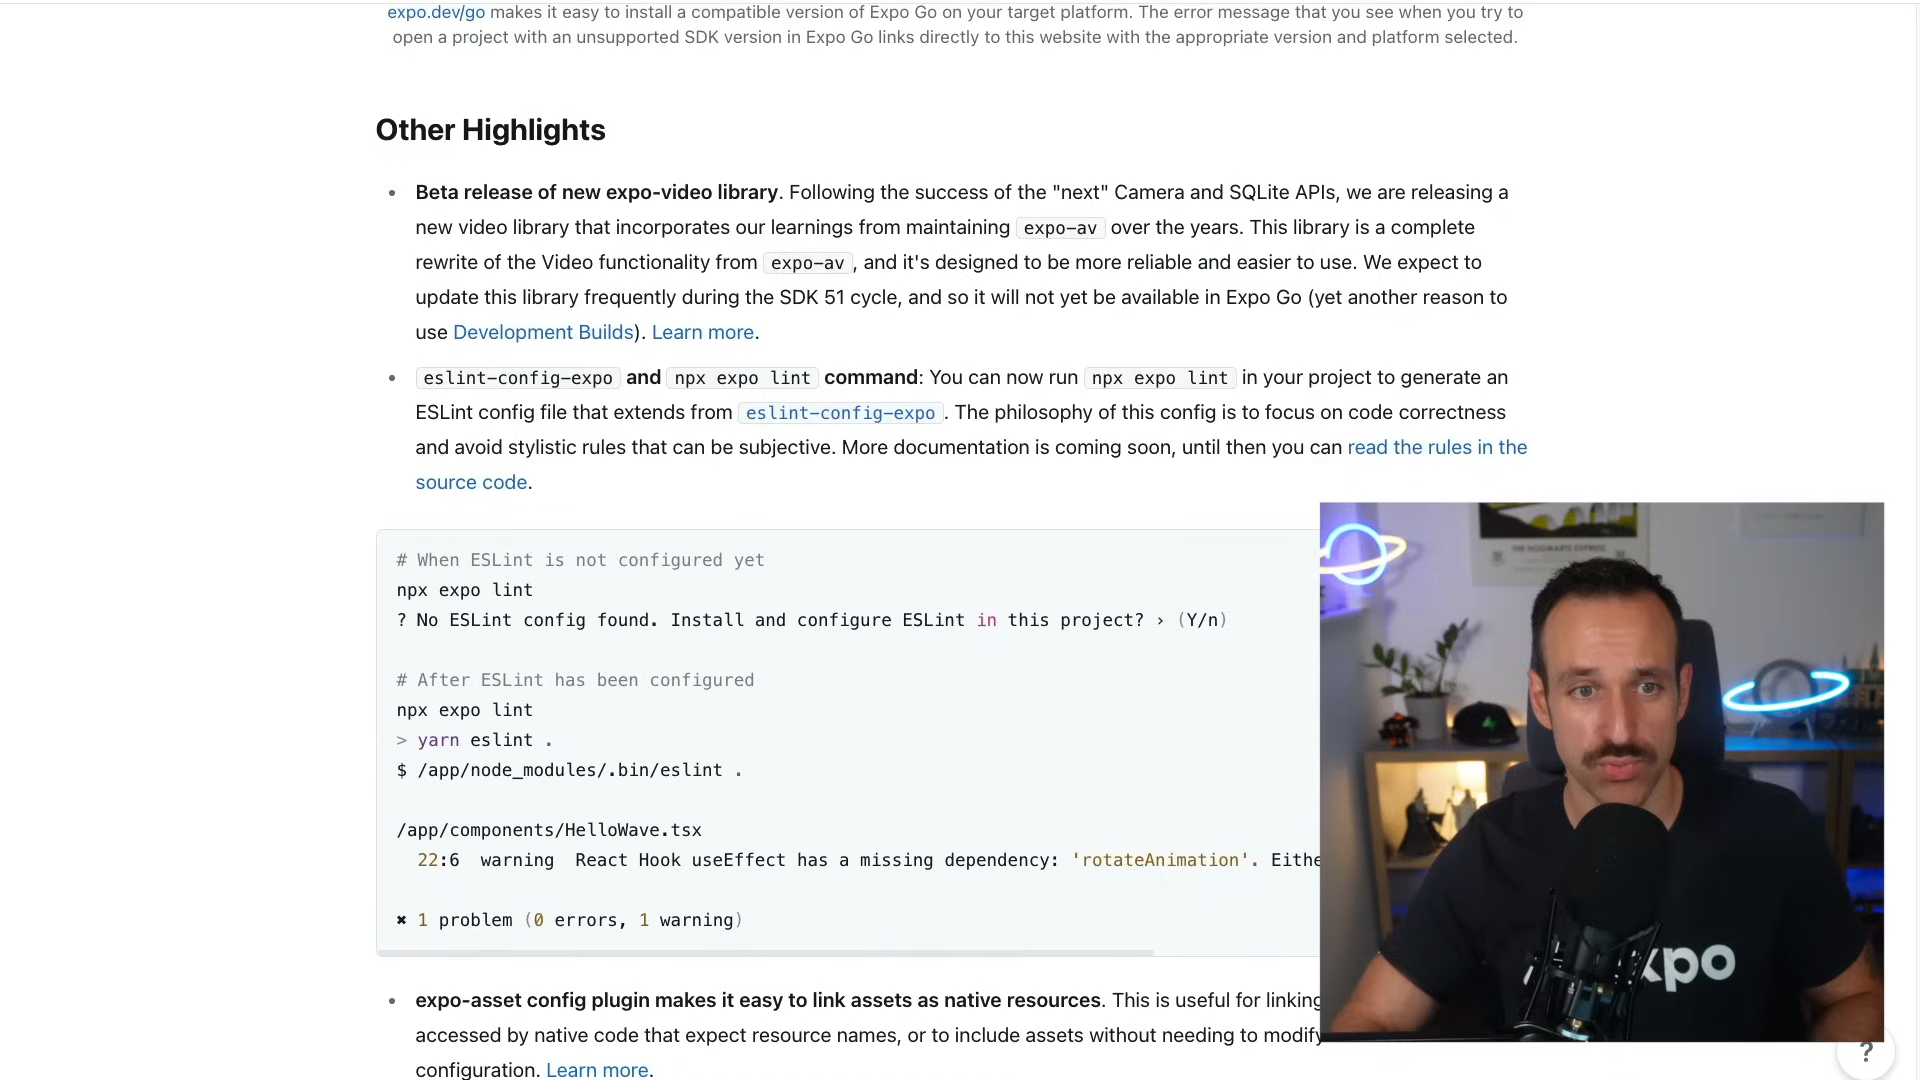 expo.dev/go makes it easy to install a compatible version of Expo Go on your target platform. The error message that you see when you try to
open a project with an unsupported SDK version in Expo Go links directly to this website with the appropriate version and platform selected.
Other Highlights
• Beta release of new expo-video library. Following the success of the "next" Camera and SQLite APIs, we are releasing a
new video library that incorporates our learnings from maintaining expo-av over the years. This library is a complete
rewrite of the Video functionality from expo-av, and it's designed to be more reliable and easier to use. We expect to
update this library frequently during the SDK 51 cycle, and so it will not yet be available in Expo Go (yet another reason to
use Development Builds). Learn more.
• eslint-config-expo and npx expo lint command: You can now run npx expo lint in your project to generate an
ESLint config file that extends from eslint-config-expo. The philosophy of this config is to focus on code correctness
and avoid stylistic rules that can be subjective. More documentation is coming soon, until then you can read the rules in the
source code.
# When ESLint is not configured yet
npx expo lint
? No ESLint config found. Install and configure ESLint in this project? › (Y/n)
# After ESLint has been configured
npx expo lint
> yarn eslint .
$ /app/node_modules/.bin/eslint .
/app/components/HelloWave.tsx
22:6 warning React Hook useEffect has a missing dependency: 'rotateAnimation'. Eithe
✖ 1 problem (0 errors, 1 warning)
• expo-asset config plugin makes it easy to link assets as native resources. This is useful for linking
accessed by native code that expect resource names, or to include assets without needing to modify
configuration. Learn more.
THE HOGWARTS EXPRESS
xpo
?